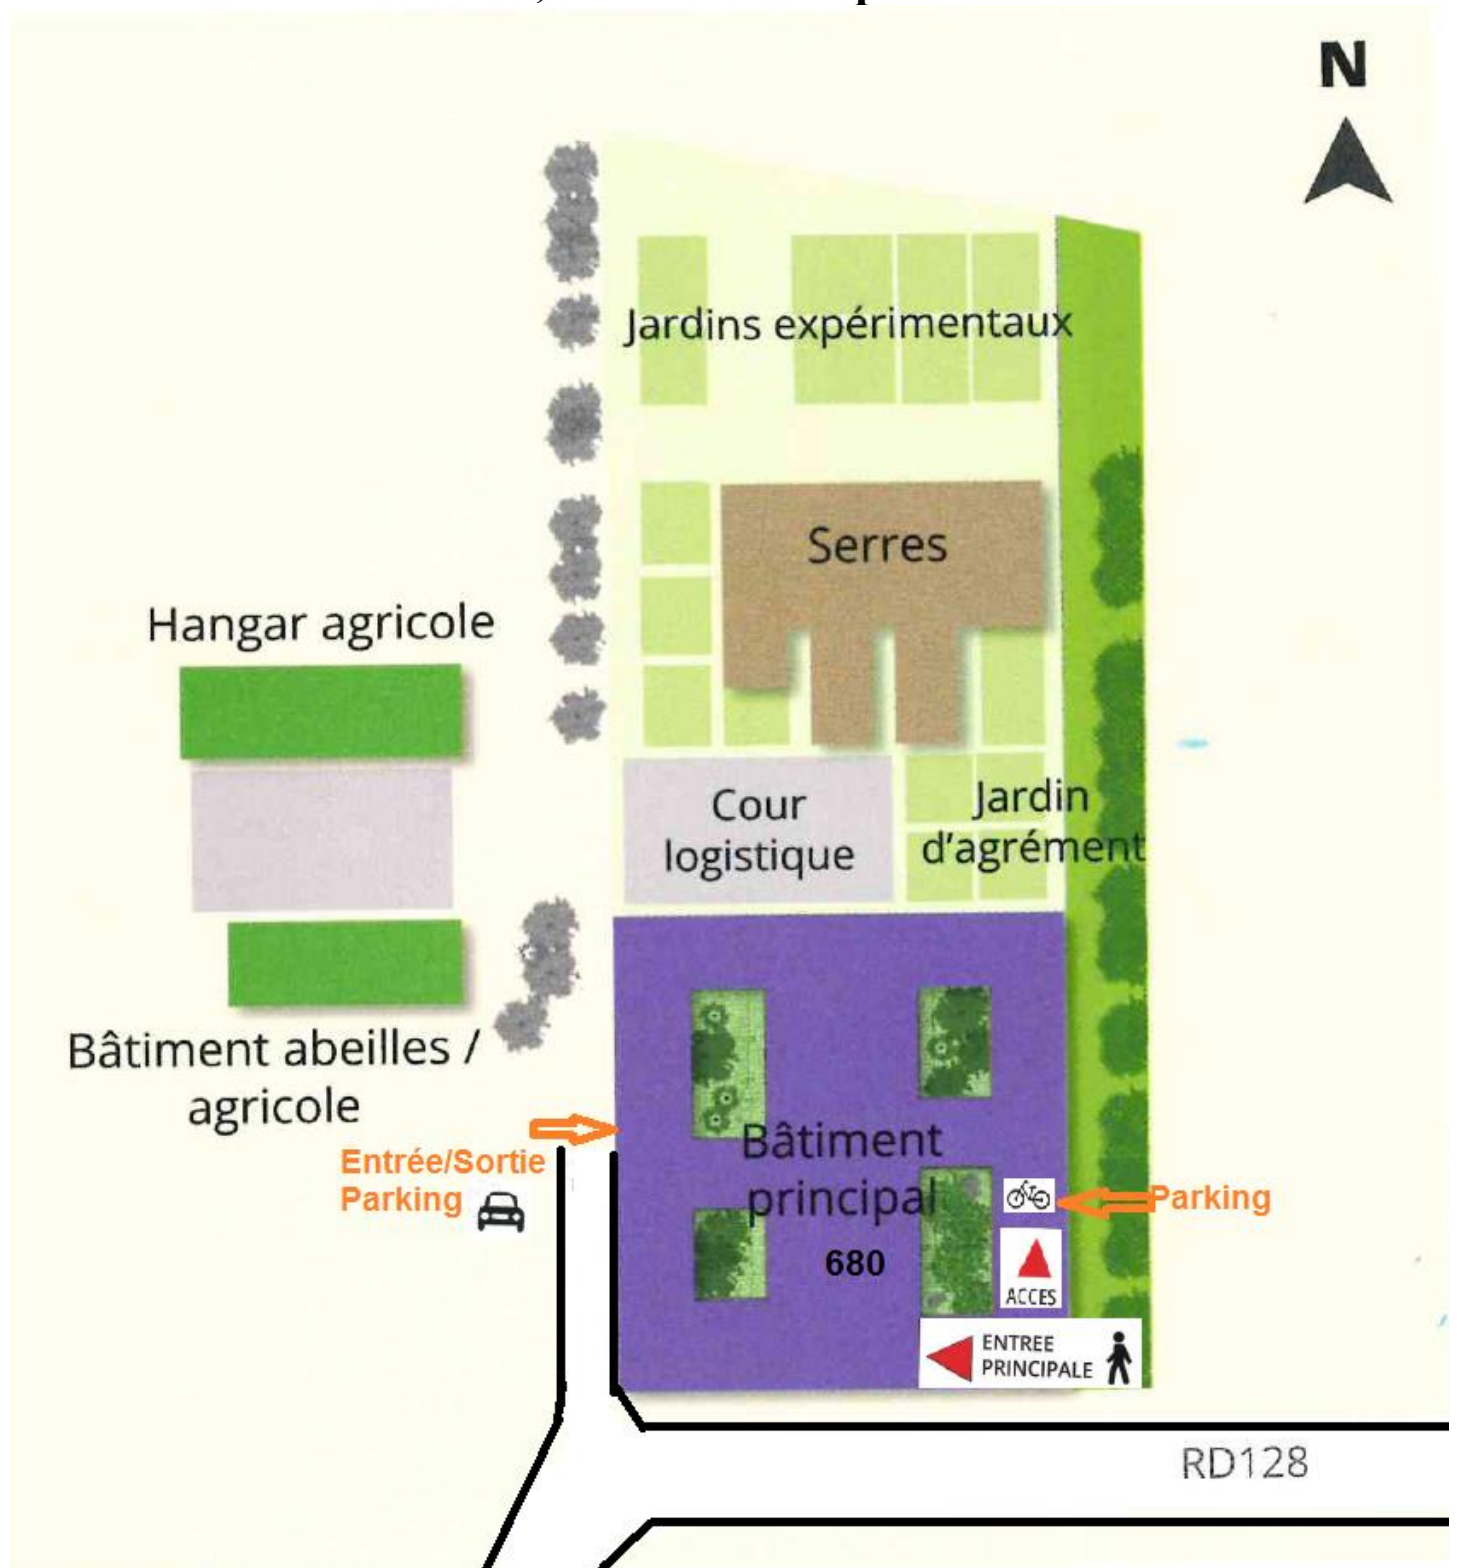 N
Jardins expérimentaux
Serres
Hangar agricole
Cour
logistique
Jardin
d'agrément
Bâtiment abeilles /
agricole
Entrée/Sortie
Parking
Bâtiment
principal
680
Parking
ACCES
ENTREE
PRINCIPALE
RD128